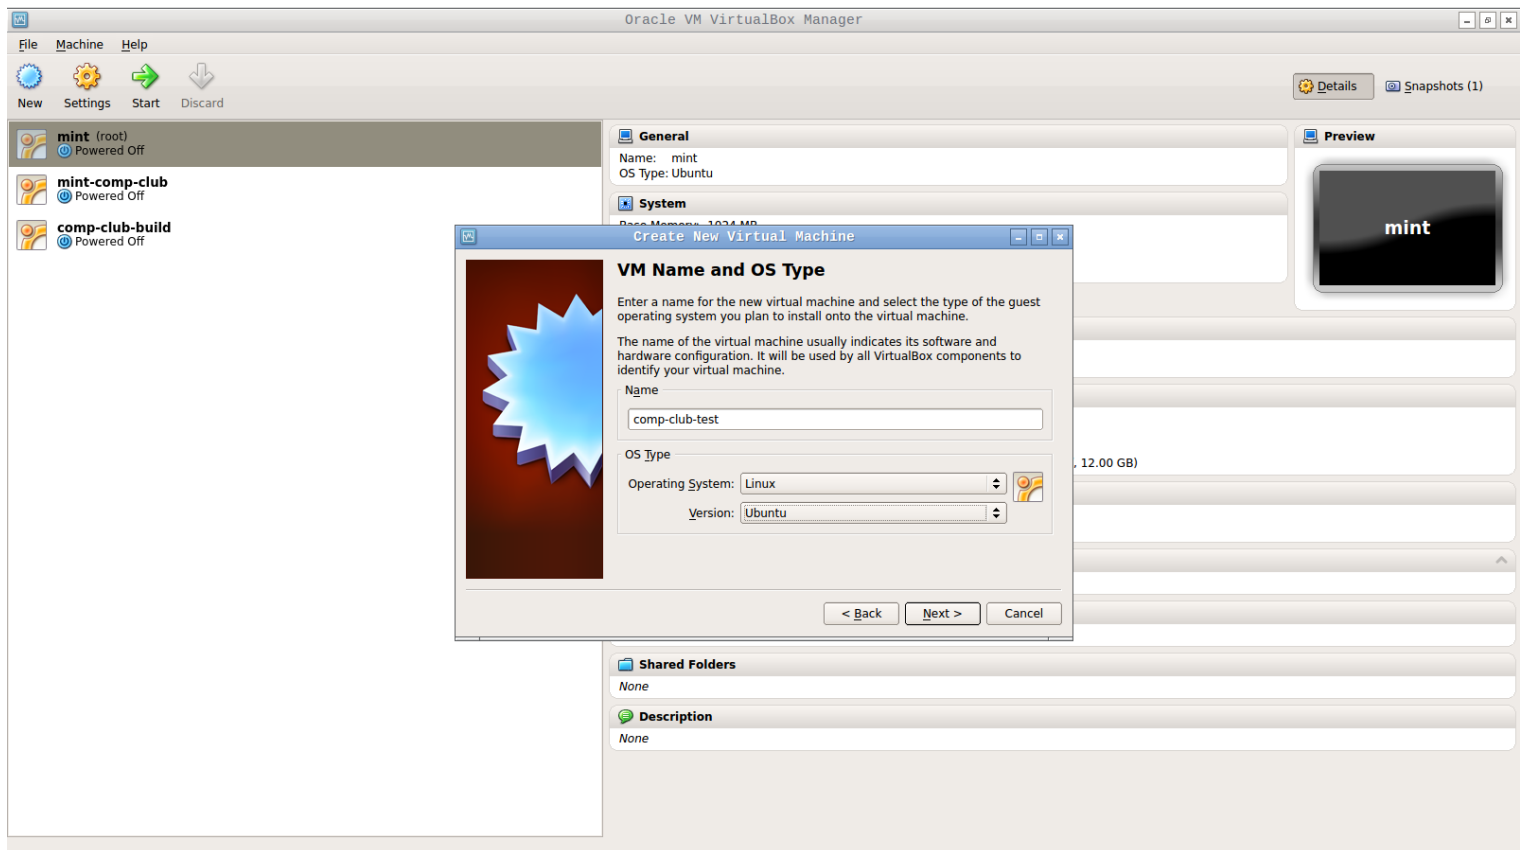 Oracle VM VirtualBox Manager
File Machine Help
New Settings Start Discard
Details Snapshots (1)
mint (root)
Powered Off
mint-comp-club
Powered Off
comp-club-build
Powered Off
General
Name: mint
OS Type: Ubuntu
System
Base Memory: 1024 MB
Preview
mint
Create New Virtual Machine
VM Name and OS Type
Enter a name for the new virtual machine and select the type of the guest
operating system you plan to install onto the virtual machine.
The name of the virtual machine usually indicates its software and
hardware configuration. It will be used by all VirtualBox components to
identify your virtual machine.
Name
comp-club-test
OS Type
Operating System: Linux
Version: Ubuntu
< Back Next > Cancel
, 12.00 GB)
Shared Folders
None
Description
None